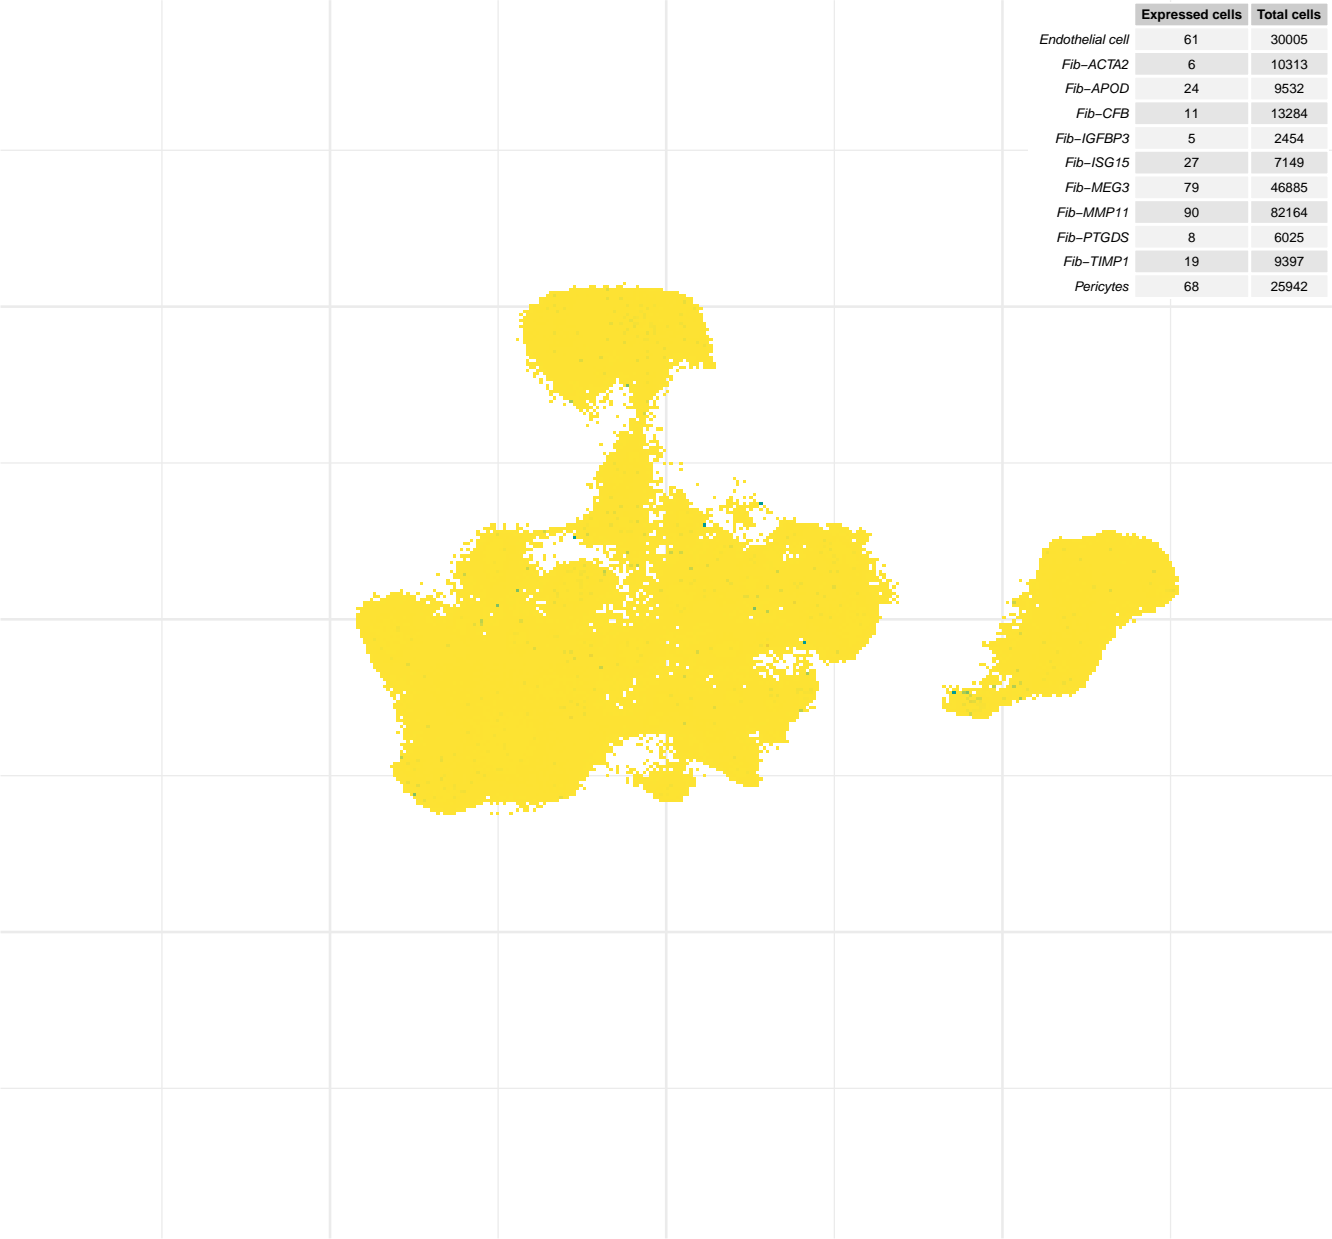 Expressed cells Total cells
Endothelial cell 61 30005
Fib−ACTA2 6 10313
Fib−APOD 24 9532
Fib−CFB 11 13284
Fib−IGFBP3 5 2454
Fib−ISG15 27 7149
Fib−MEG3 79 46885
Fib−MMP11 90 82164
Fib−PTGDS 8 6025
Fib−TIMP1 19 9397
Pericytes 68 25942